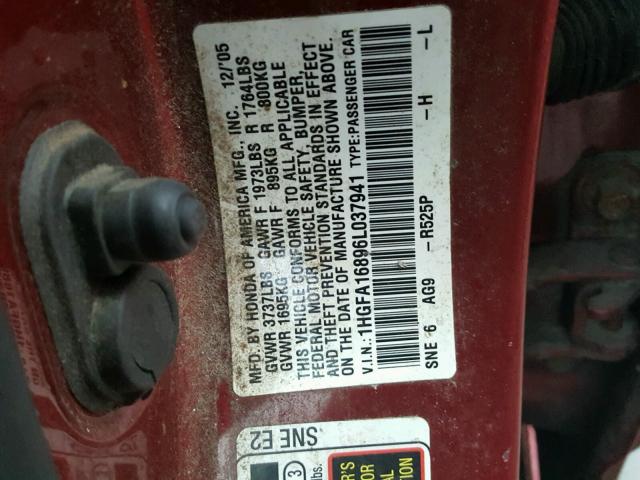 MFD. BY HONDA OF AMERICA MFG., INC. 12/'05
GVWR 3737LBS GAWR F 1973LBS R 1764LBS
GVWR 1695KG GAWR F 895KG R 800KG
THIS VEHICLE CONFORMS TO ALL APPLICABLE
FEDERAL MOTOR VEHICLE SAFETY, BUMPER,
AND THEFT PREVENTION STANDARDS IN EFFECT
ON THE DATE OF MANUFACTURE SHOWN ABOVE.
V.I.N.: 1HGFA16896L037941 TYPE: PASSENGER CAR
SNE 6 AG9 -R525P -H -L
SNE E2
3
lbs.